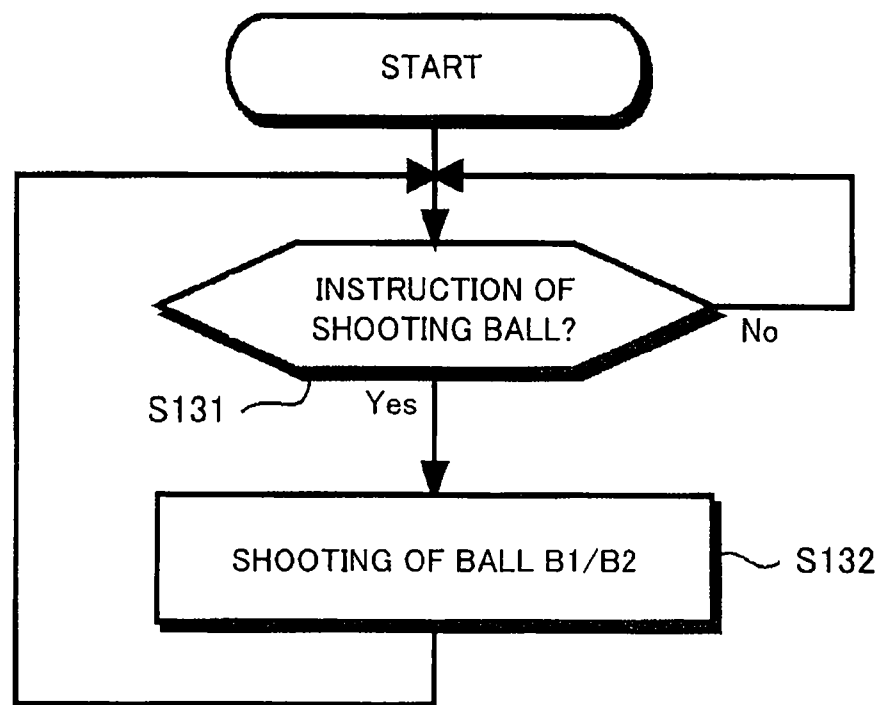 START
INSTRUCTION OF
SHOOTING BALL?
No
S131
Yes
SHOOTING OF BALL B1/B2
S132